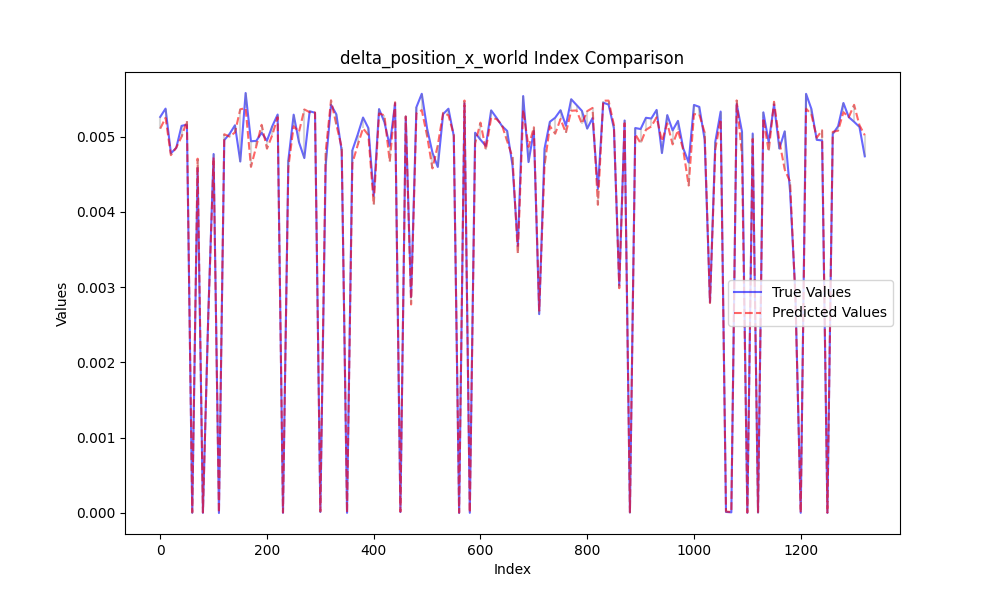 delta_position_x_world Index Comparison
Values
0.005
0.004
0.003
0.002
0.001
0.000
True Values
Predicted Values
0
200
400
600
800
1000
1200
Index